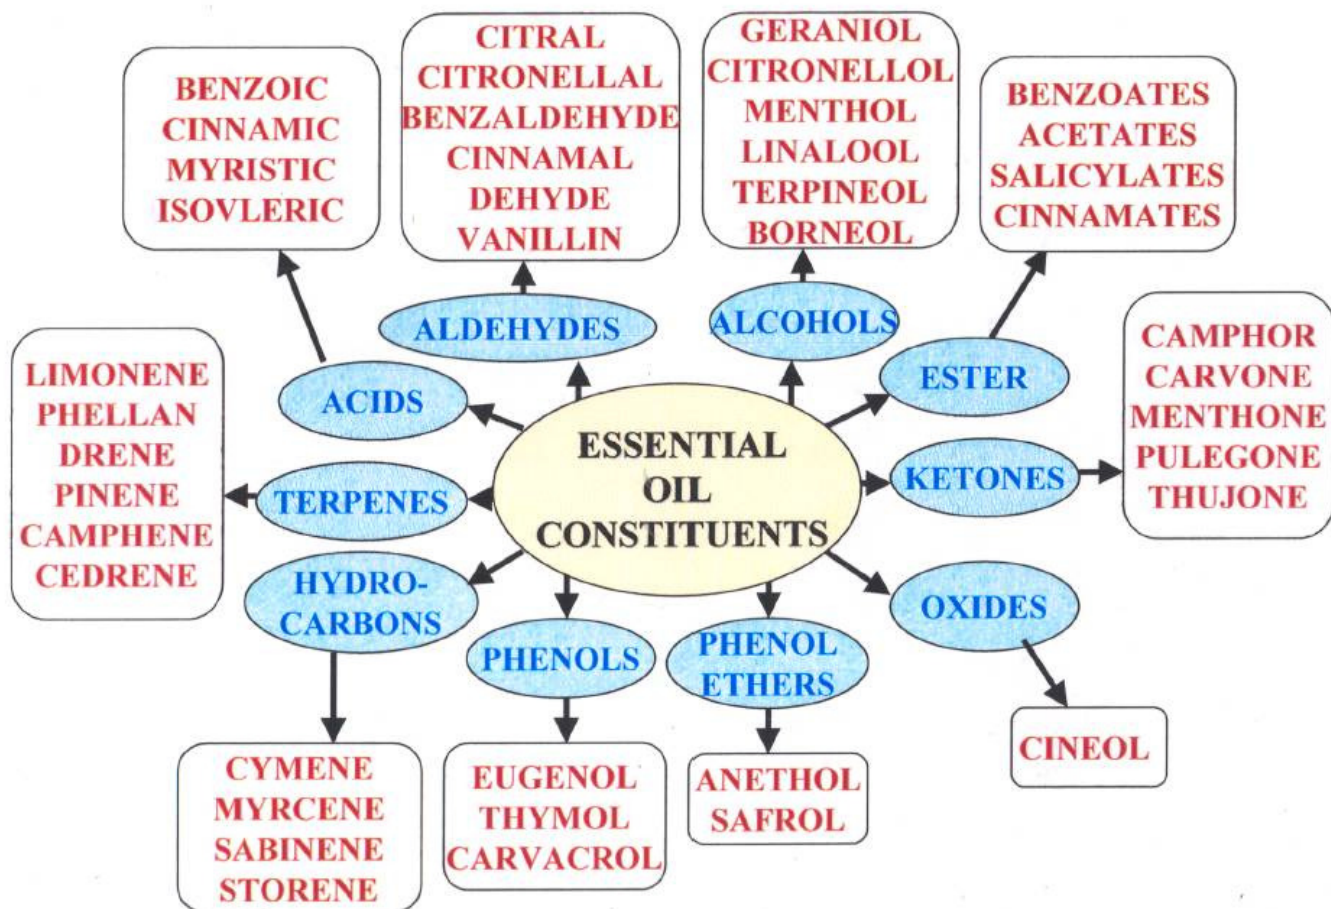 BENZOIC
CINNAMIC
MYRISTIC
ISOVLERIC
CITRAL
CITRONELLAL
BENZALDEHYDE
CINNAMAL
DEHYDE
VANILLIN
GERANIOL
CITRONELLOL
MENTHOL
LINALOOL
TERPINEOL
BORNEOL
BENZOATES
ACETATES
SALICYLATES
CINNAMATES
ALDEHYDES
ALCOHOLS
ACIDS
ESTER
LIMONENE
PHELLAN
DRENE
PINENE
CAMPHENE
CEDRENE
TERPENES
ESSENTIAL
OIL
CONSTITUENTS
KETONES
CAMPHOR
CARVONE
MENTHONE
PULEGONE
THUJONE
HYDRO-
CARBONS
PHENOLS
PHENOL
ETHERS
OXIDES
CYMENE
MYRCENE
SABINENE
STORENE
EUGENOL
THYMOL
CARVACROL
ANETHOL
SAFROL
CINEOL